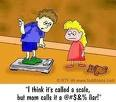 "I think it's called a scale,
but mom calls it a @#$&% liar!"